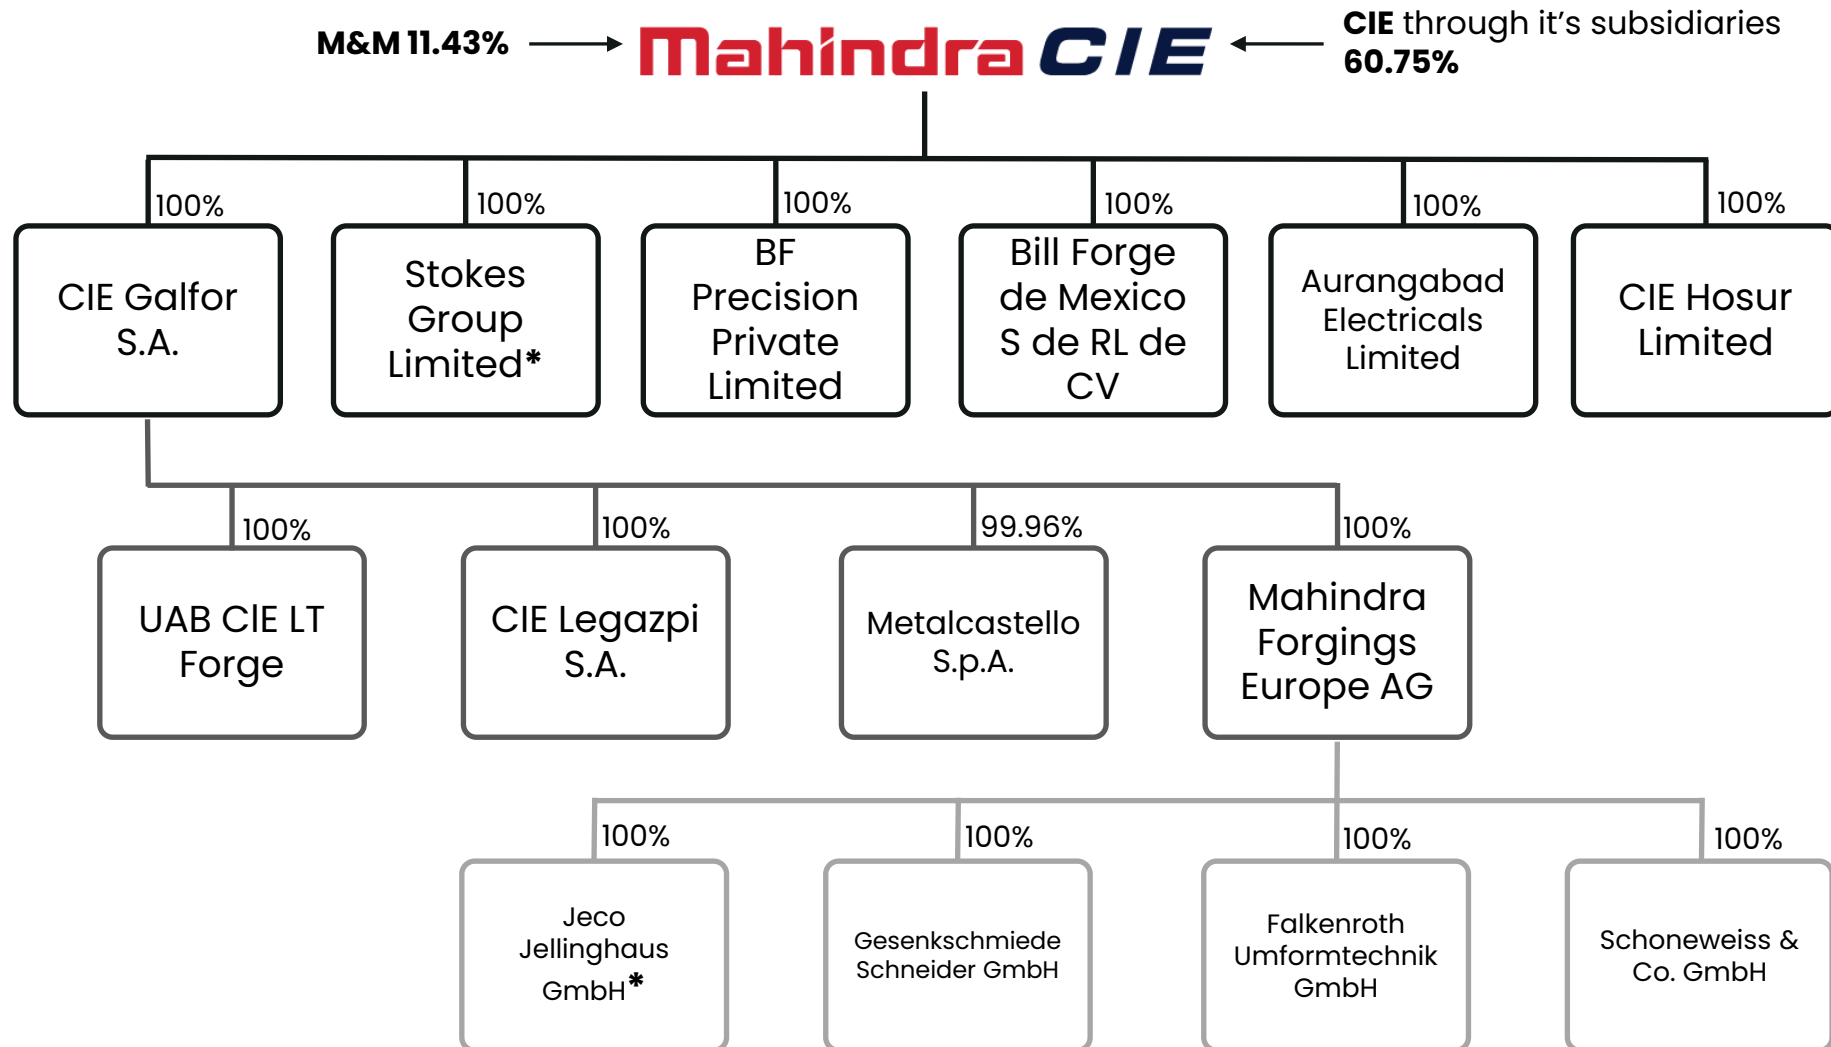 M&M 11.43%
Mahindra CIE
CIE through it's subsidiaries
60.75%
100%
100%
100%
100%
100%
100%
CIE Galfor
S.A.
Stokes
Group
Limited*
BF
Precision
Private
Limited
Bill Forge
de Mexico
S de RL de
CV
Aurangabad
Electricals
Limited
CIE Hosur
Limited
100%
100%
99.96%
100%
UAB CIE LT
Forge
CIE Legazpi
S.A.
Metalcastello
S.p.A.
Mahindra
Forgings
Europe AG
100%
100%
100%
100%
Jeco
Jellinghaus
GmbH*
Gesenkschmiede
Schneider GmbH
Falkenroth
Umformtechnik
GmbH
Schoneweiss &
Co. GmbH